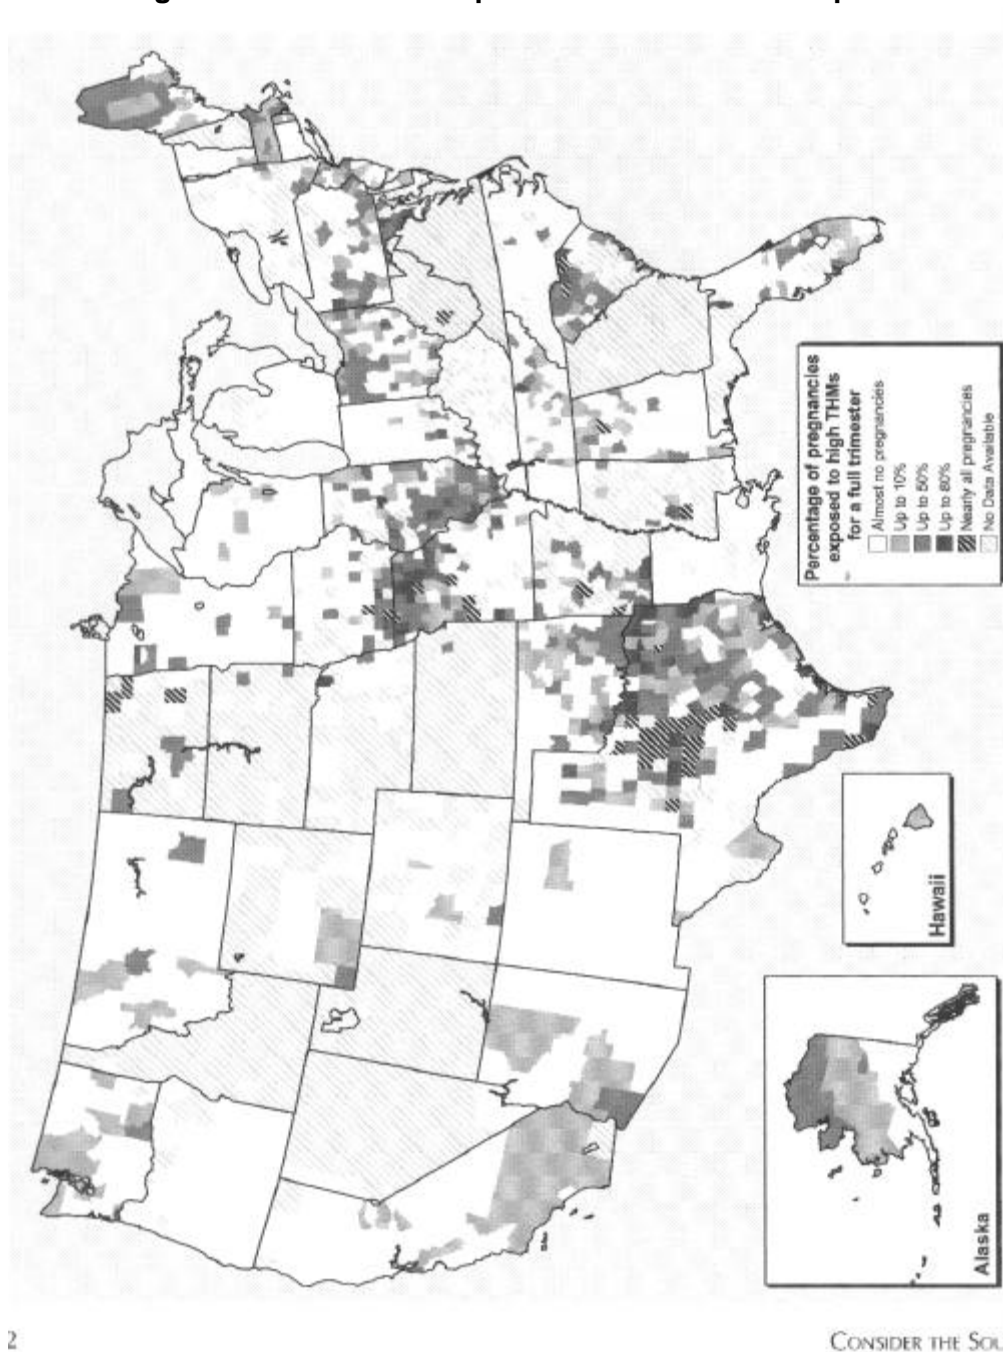 Percentage of pregnancies
exposed to high THMs
for a full trimester
Almost no pregnancies
Up to 10%
Up to 50%
Up to 80%
Nearly all pregnancies
No Data Available
Hawaii
Alaska
2
CONSIDER THE SOU